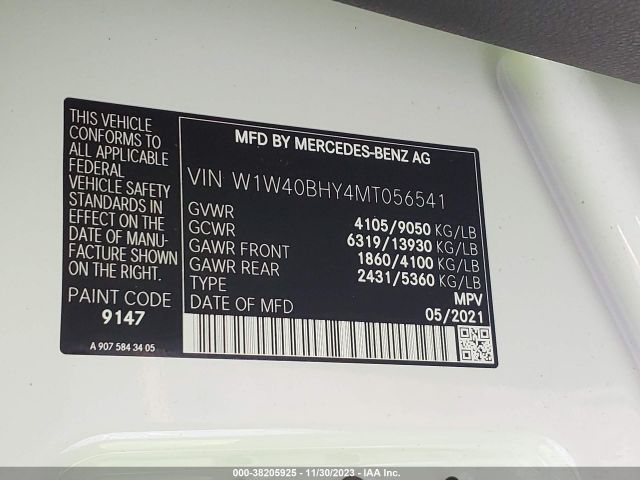 THIS VEHICLE
CONFORMS TO
ALL APPLICABLE
FEDERAL
VEHICLE SAFETY
STANDARDS IN
EFFECT ON THE
DATE OF MANU-
FACTURE SHOWN
ON THE RIGHT.
PAINT CODE
9147
A 907 584 34 05
MFD BY MERCEDES-BENZ AG
VIN W1W40BHY4MT056541
GVWR 4105/9050 KG/LB
GCWR 6319/13930 KG/LB
GAWR FRONT 1860/4100 KG/LB
GAWR REAR 2431/5360 KG/LB
TYPE MPV
DATE OF MFD 05/2021
000-38205925 - 11/30/2023 - IAA Inc.